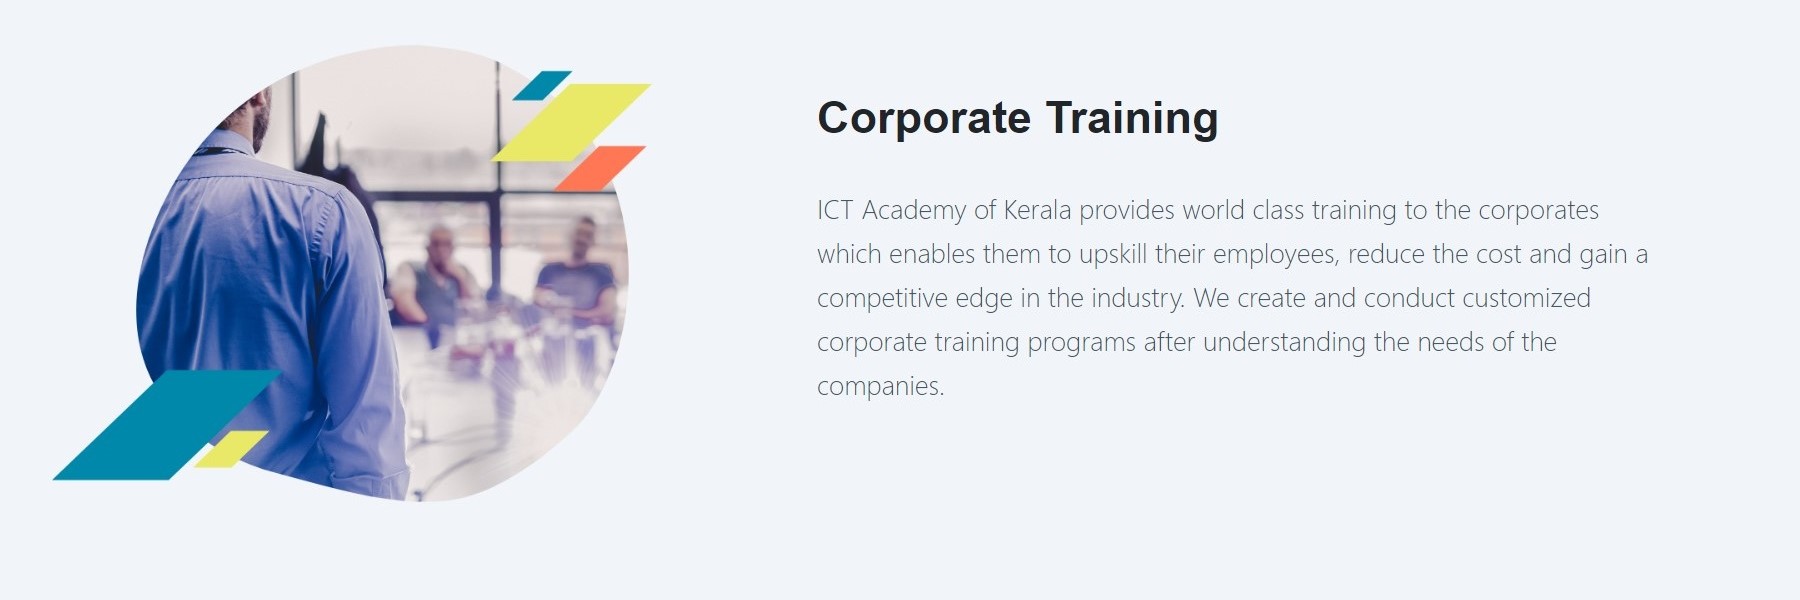 Corporate Training
ICT Academy of Kerala provides world class training to the corporates
which enables them to upskill their employees, reduce the cost and gain a
competitive edge in the industry. We create and conduct customized
corporate training programs after understanding the needs of the
companies.